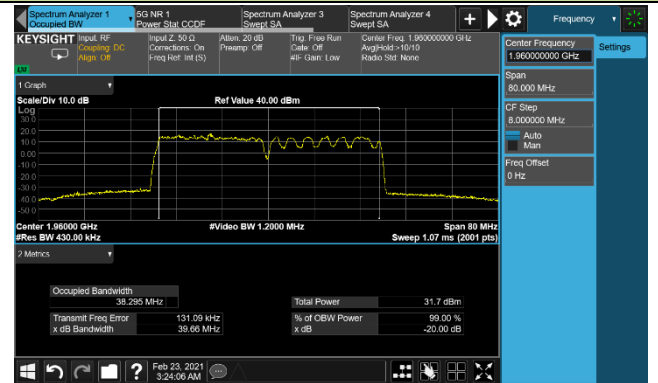 Spectrum Analyzer 1
Occupied BW
5G NR 1
Power Stat CCDF
Spectrum Analyzer 3
Swept SA
Spectrum Analyzer 4
Swept SA
Frequency
KEYSIGHT
Input: RF
Coupling: DC
Align: Off
Input Z: 50 Ω
Corrections: On
Freq Ref: Int (S)
Atten: 20 dB
Preamp: Off
Trig: Free Run
Gate: Off
#IF Gain: Low
Center Freq: 1.960000000 GHz
Avg|Hold:>10/10
Radio Std: None
Center Frequency
1.960000000 GHz
Settings
Span
80.000 MHz
CF Step
8.000000 MHz
Auto
Man
Freq Offset
0 Hz
1 Graph
Scale/Div 10.0 dB
Ref Value 40.00 dBm
Log
30.0
20.0
10.0
0.00
-10.0
-20.0
-30.0
-40.0
-50.0
Center 1.96000 GHz
#Video BW 1.2000 MHz
Span 80 MHz
#Res BW 430.00 kHz
Sweep 1.07 ms (2001 pts)
2 Metrics
Occupied Bandwidth
38.295 MHz
Total Power
31.7 dBm
Transmit Freq Error
131.09 kHz
% of OBW Power
99.00 %
x dB Bandwidth
39.66 MHz
x dB
-20.00 dB
Feb 23, 2021
3:24:06 AM